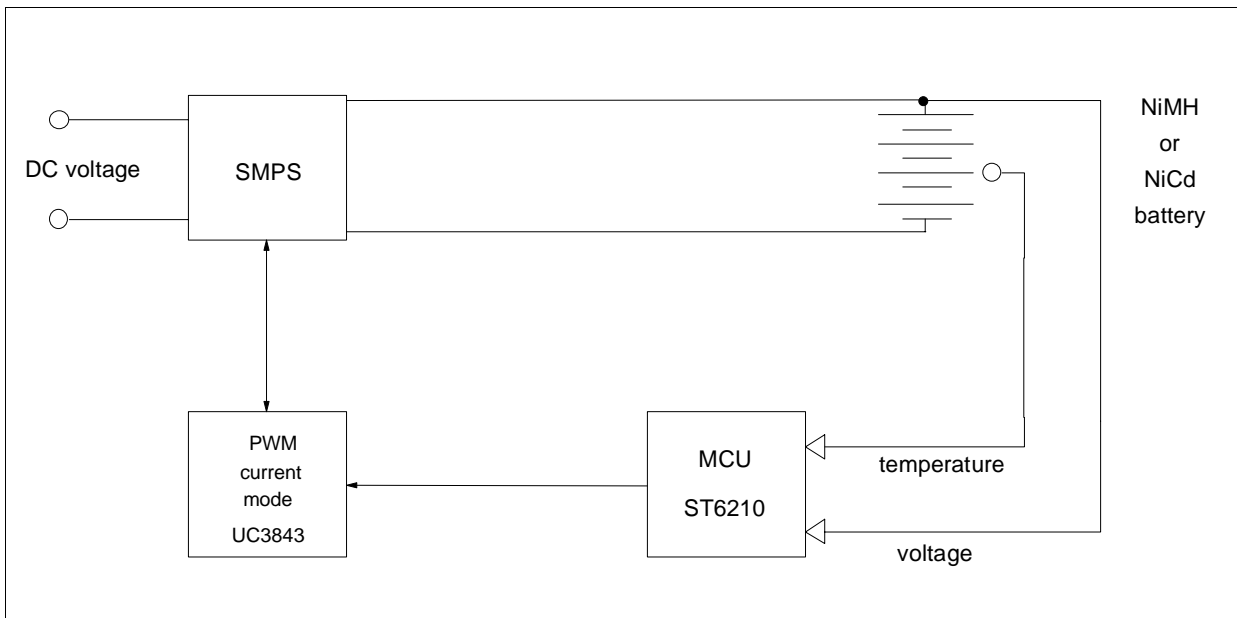 DC voltage
SMPS
NiMH
or
NiCd
battery
PWM
current
mode
UC3843
MCU
ST6210
temperature
voltage